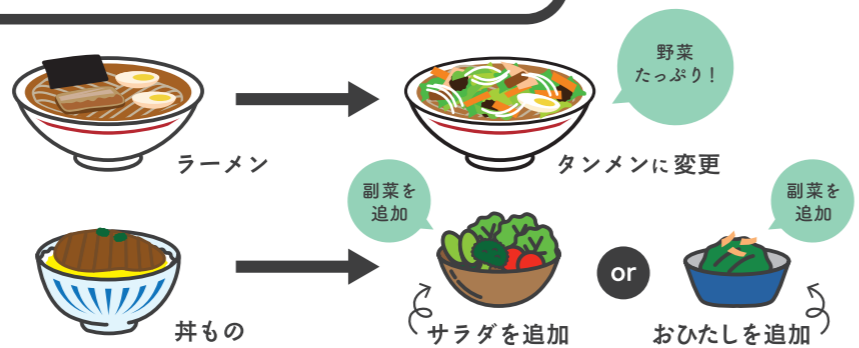 野菜
たっぷり!
ラーメン
タンメンに変更
副菜を
追加
副菜を
追加
or
丼もの
サラダを追加
おひたしを追加